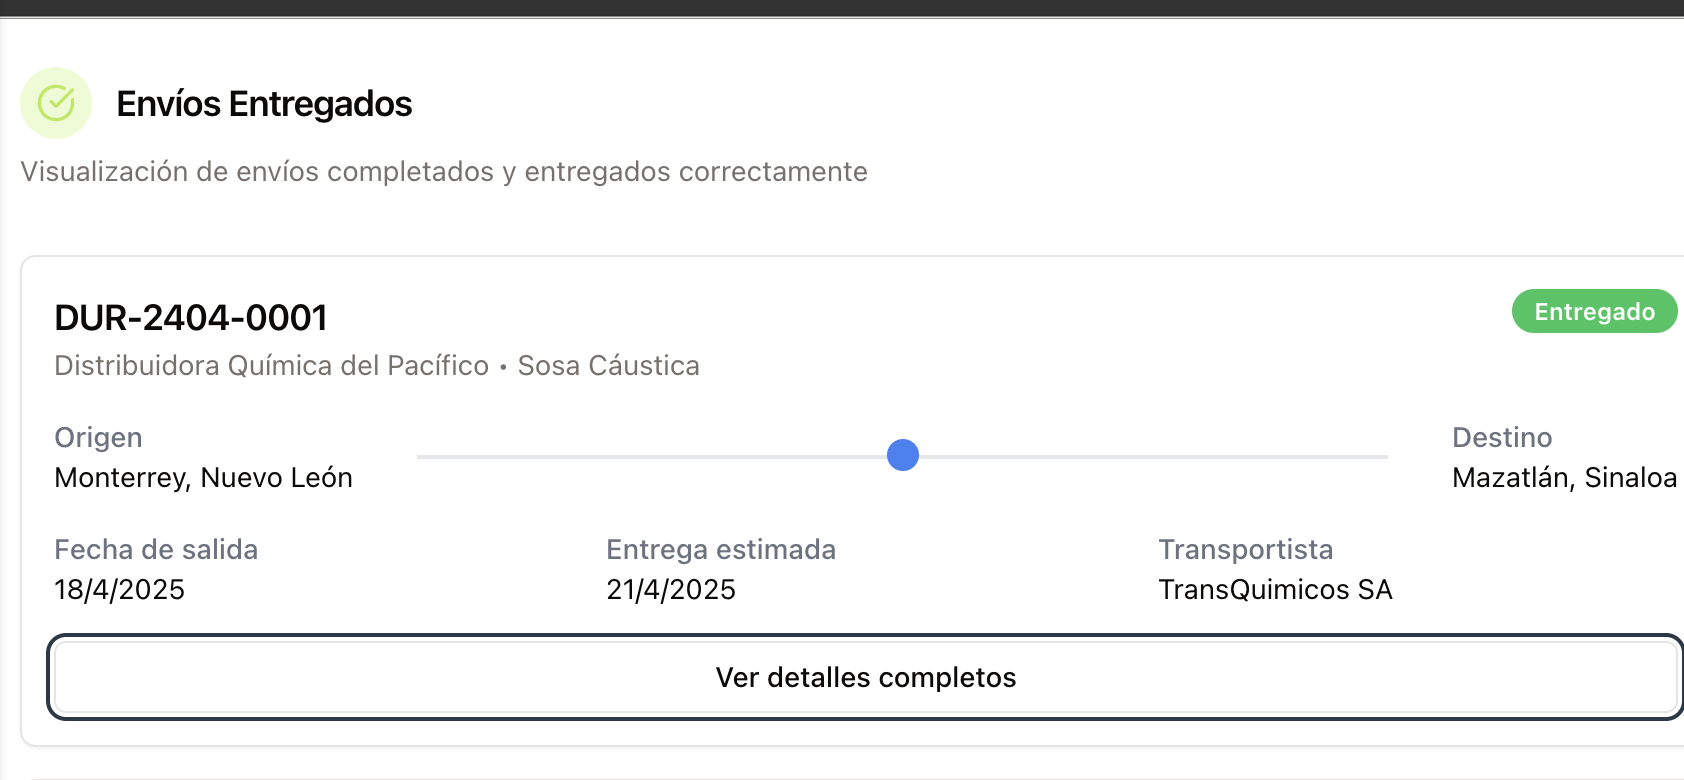 Envíos Entregados
Visualización de envíos completados y entregados correctamente
DUR-2404-0001
Entregado
Distribuidora Química del Pacífico • Sosa Cáustica
Origen
Monterrey, Nuevo León
Destino
Mazatlán, Sinaloa
Fecha de salida
18/4/2025
Entrega estimada
21/4/2025
Transportista
TransQuimicos SA
Ver detalles completos